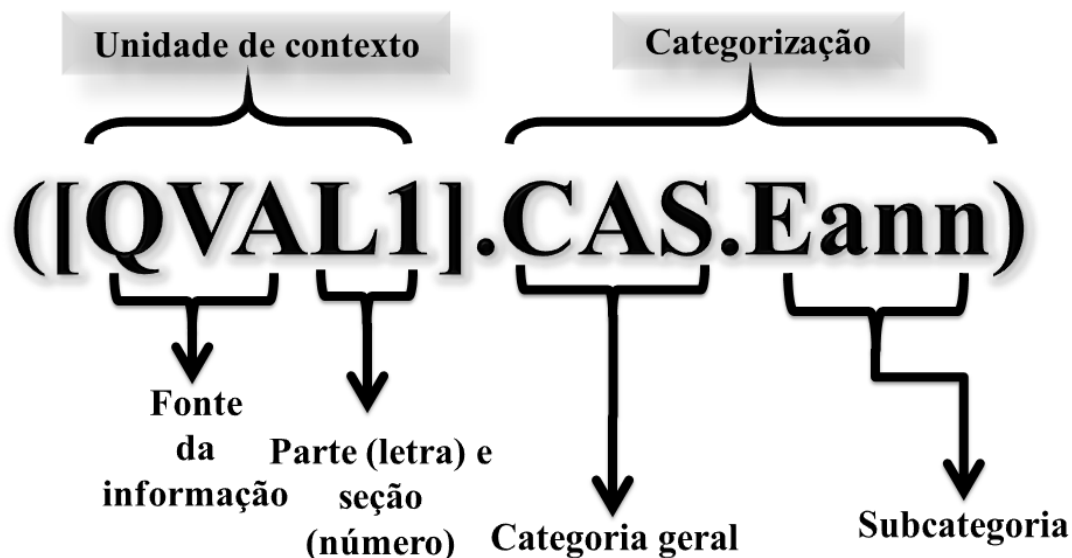 Unidade de contexto
Categorização
([QVAL1].CAS.Eann)
Fonte
da
informação
Parte (letra) e
seção
(número)
Categoria geral
Subcategoria